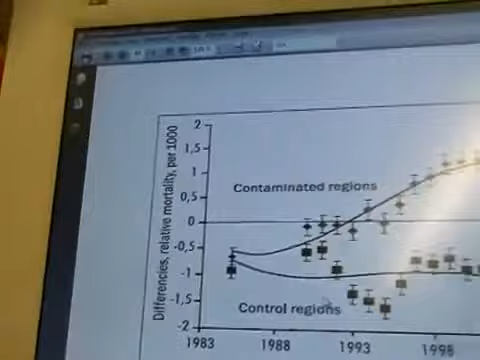 Differencies, relative mortality, per 1000
2
1,5
1
0,5
0
-0,5
-1
-1,5
-2
Contaminated regions
Control regions
1983 1988 1993 1998